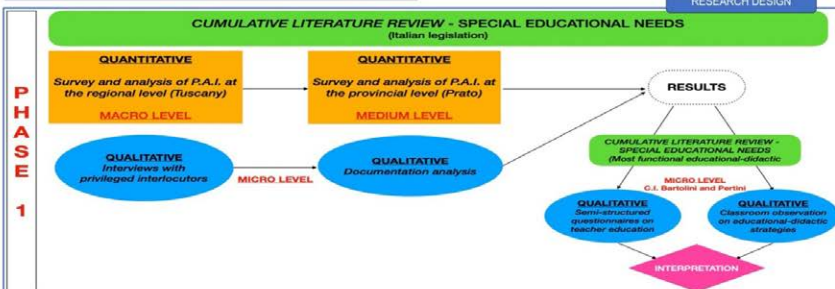 RESEARCH DESIGN
CUMULATIVE LITERATURE REVIEW - SPECIAL EDUCATIONAL NEEDS
(Italian legislation)
PHASE 1
QUANTITATIVE
Survey and analysis of P.A.I. at
the regional level (Tuscany)
MACRO LEVEL
QUANTITATIVE
Survey and analysis of P.A.I. at
the provincial level (Prato)
MEDIUM LEVEL
RESULTS
QUALITATIVE
Interviews with
privileged interlocutors
MICRO LEVEL
QUALITATIVE
Documentation analysis
CUMULATIVE LITERATURE REVIEW -
SPECIAL EDUCATIONAL NEEDS
(Most functional educational-didactic
MICRO LEVEL
C.I. Bartolini and Pertini
QUALITATIVE
Semi-structured
questionnaires on
teacher education
QUALITATIVE
Classroom observation
on educational-didactic
strategies
INTERPRETATION